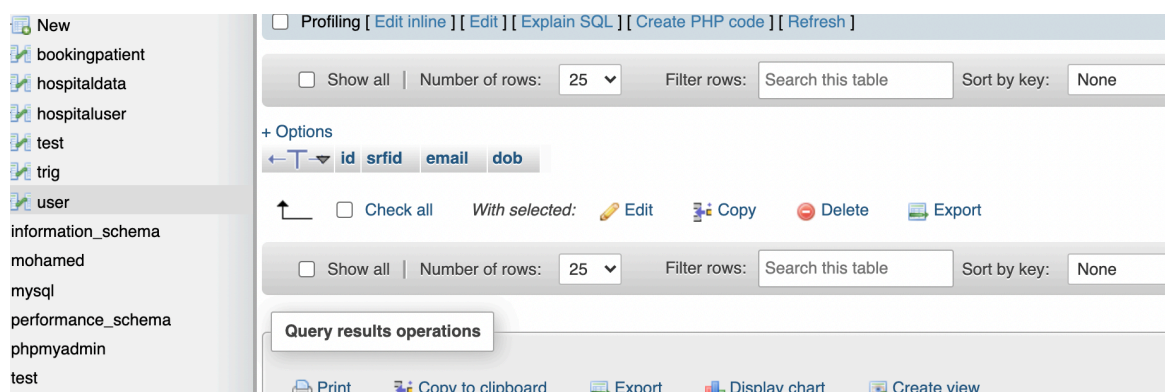 New
bookingpatient
hospitaldata
hospitaluser
test
trig
user
information_schema
mohamed
mysql
performance_schema
phpmyadmin
test
Profiling [ Edit inline ] [ Edit ] [ Explain SQL ] [ Create PHP code ] [ Refresh ]
Show all | Number of rows: 25 Filter rows: Search this table Sort by key: None
+ Options
←T→ id srfid email dob
Check all With selected: Edit Copy Delete Export
Show all | Number of rows: 25 Filter rows: Search this table Sort by key: None
Query results operations
Print Copy to clipboard Export Display chart Create view